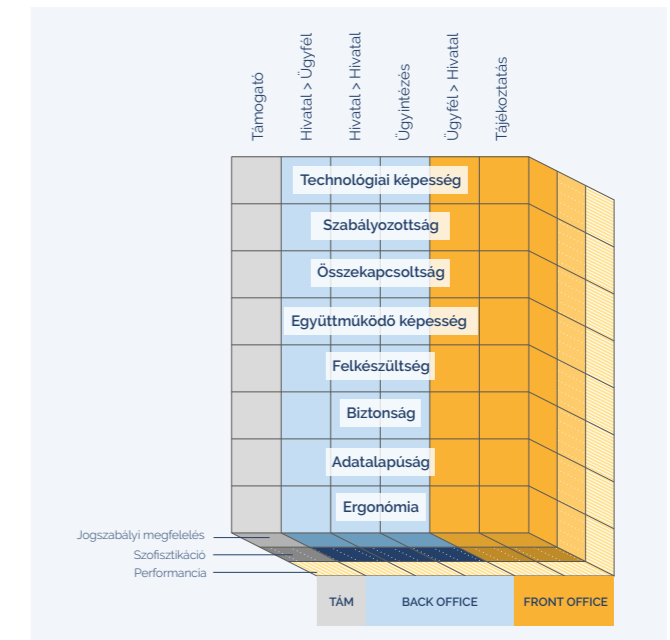 Támogató
Hivatal > Ügyfél
Hivatal > Hivatal
Ügyintézés
Ügyfél > Hivatal
Tájékoztatás
Technológiai képesség
Szabályozottság
Összekapcsoltság
Együttműködő képesség
Felkészültség
Biztonság
Adatalapúság
Ergonómia
Jogszabályi megfelelés
Szofisztikáció
Performancia
TÁM
BACK OFFICE
FRONT OFFICE